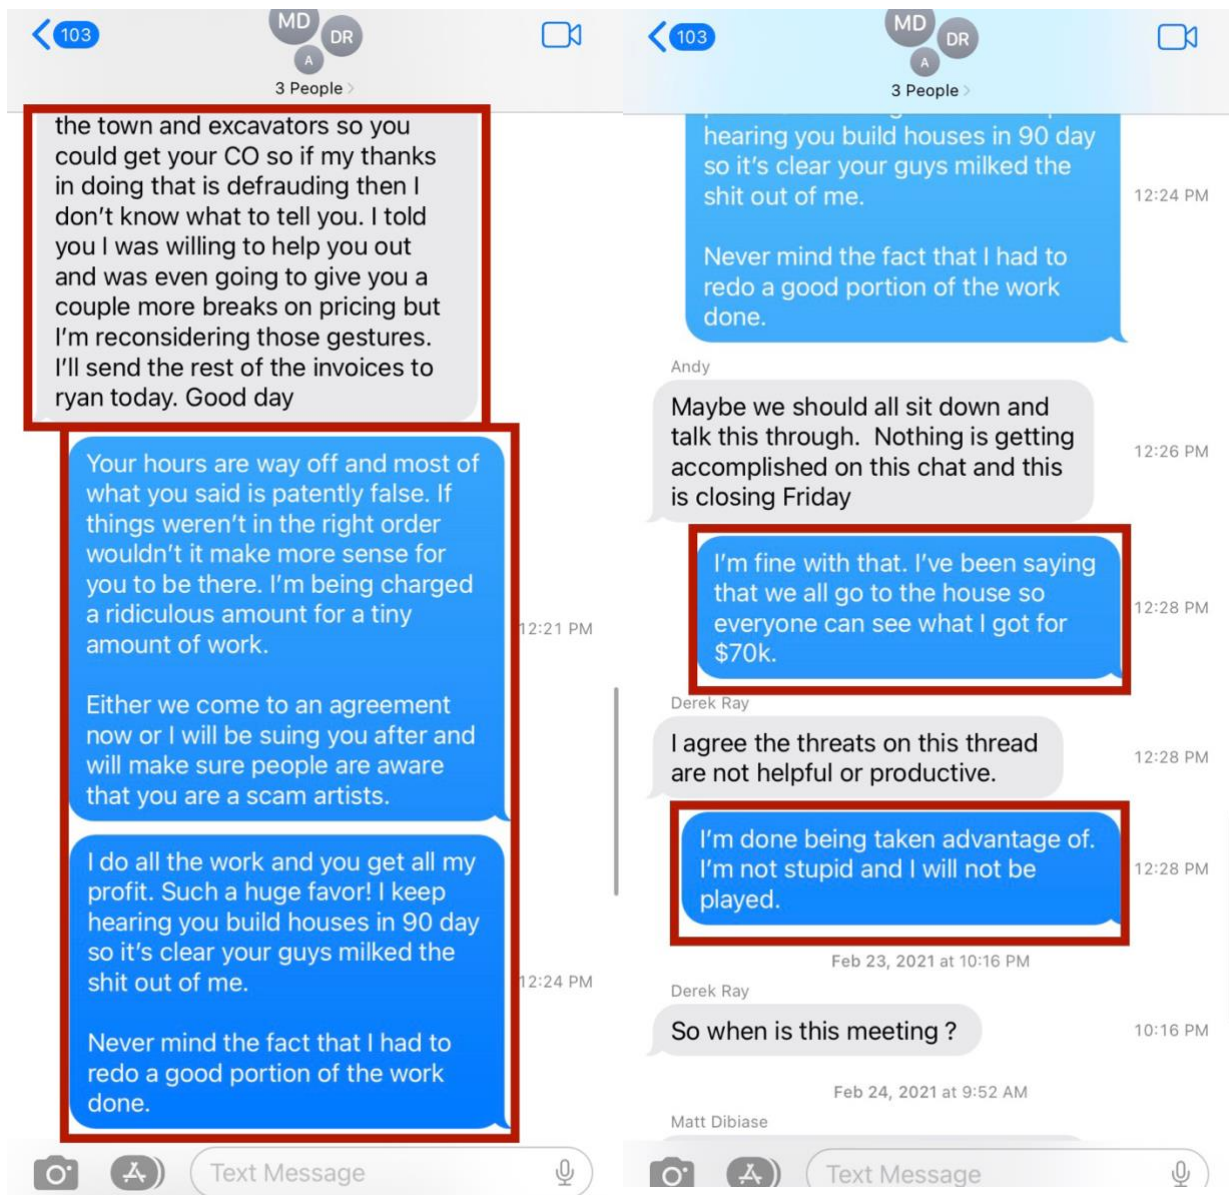 103
MD
DR
A
3 People >
the town and excavators so you
could get your CO so if my thanks
in doing that is defrauding then I
don't know what to tell you. I told
you I was willing to help you out
and was even going to give you a
couple more breaks on pricing but
I'm reconsidering those gestures.
I'll send the rest of the invoices to
ryan today. Good day
Your hours are way off and most of
what you said is patently false. If
things weren't in the right order
wouldn't it make more sense for
you to be there. I'm being charged
a ridiculous amount for a tiny
amount of work.
12:21 PM
Either we come to an agreement
now or I will be suing you after and
will make sure people are aware
that you are a scam artists.
I do all the work and you get all my
profit. Such a huge favor! I keep
hearing you build houses in 90 day
so it's clear your guys milked the
shit out of me.
12:24 PM
Never mind the fact that I had to
redo a good portion of the work
done.
Text Message
103
MD
DR
A
3 People >
hearing you build houses in 90 day
so it's clear your guys milked the
shit out of me.
12:24 PM
Never mind the fact that I had to
redo a good portion of the work
done.
Andy
Maybe we should all sit down and
talk this through. Nothing is getting
accomplished on this chat and this
is closing Friday
12:26 PM
I'm fine with that. I've been saying
that we all go to the house so
everyone can see what I got for
$70k.
12:28 PM
Derek Ray
I agree the threats on this thread
are not helpful or productive.
12:28 PM
I'm done being taken advantage of.
I'm not stupid and I will not be
played.
12:28 PM
Feb 23, 2021 at 10:16 PM
Derek Ray
So when is this meeting ?
10:16 PM
Feb 24, 2021 at 9:52 AM
Matt Dibiase
Text Message